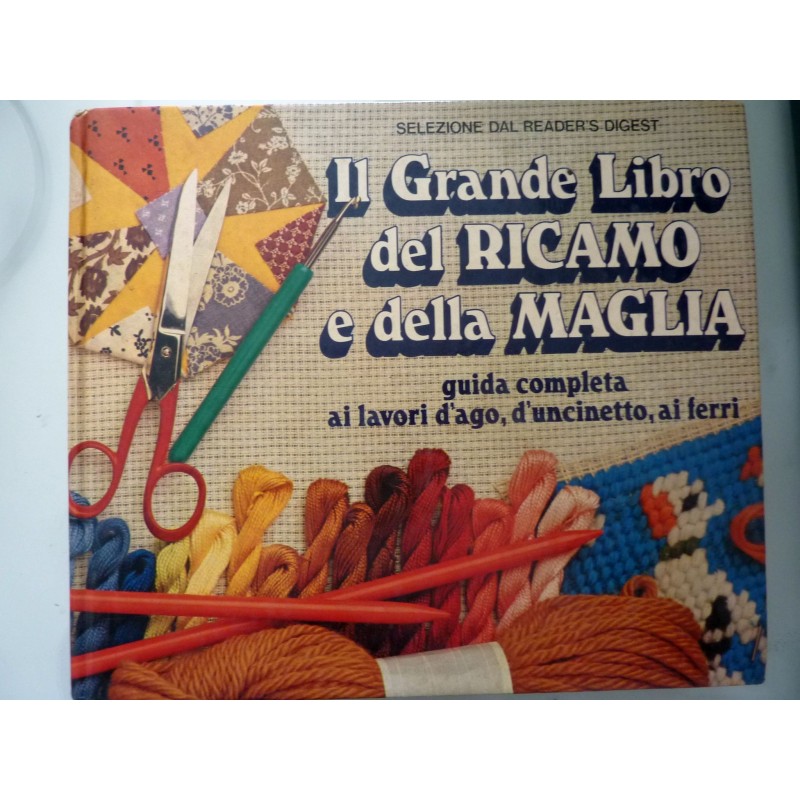 SELEZIONE DAL READER'S DIGEST
Il Grande Libro
del RICAMO
e della MAGLIA
guida completa
ai lavori d'ago, d'uncinetto, ai ferri